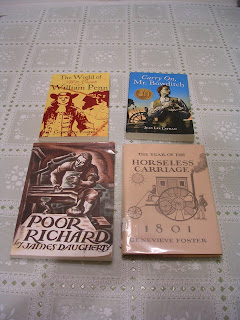 The World of
William Penn
Carry On,
Mr. Bowditch
JEAN LEE LATHAM
POOR
RICHARD
by JAMES DAUGHERTY
THE YEAR OF THE
HORSELESS
CARRIAGE
1801
GENEVIEVE FOSTER